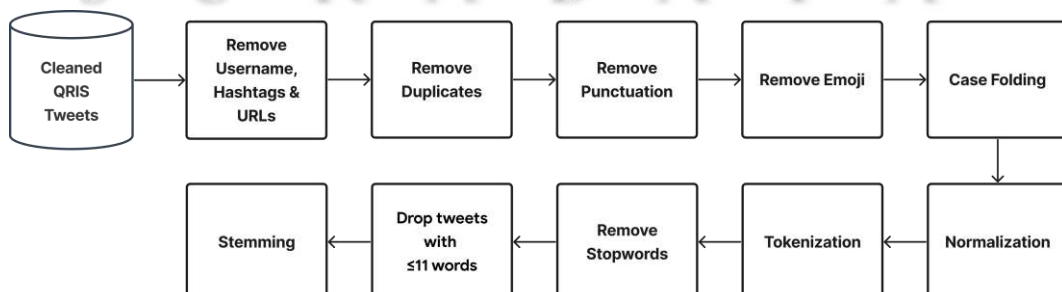 Cleaned
QRIS
Tweets
Remove
Username,
Hashtags &
URLs
Remove
Duplicates
Remove
Punctuation
Remove Emoji
Case Folding
Normalization
Tokenization
Remove
Stopwords
Drop tweets
with
≤11 words
Stemming